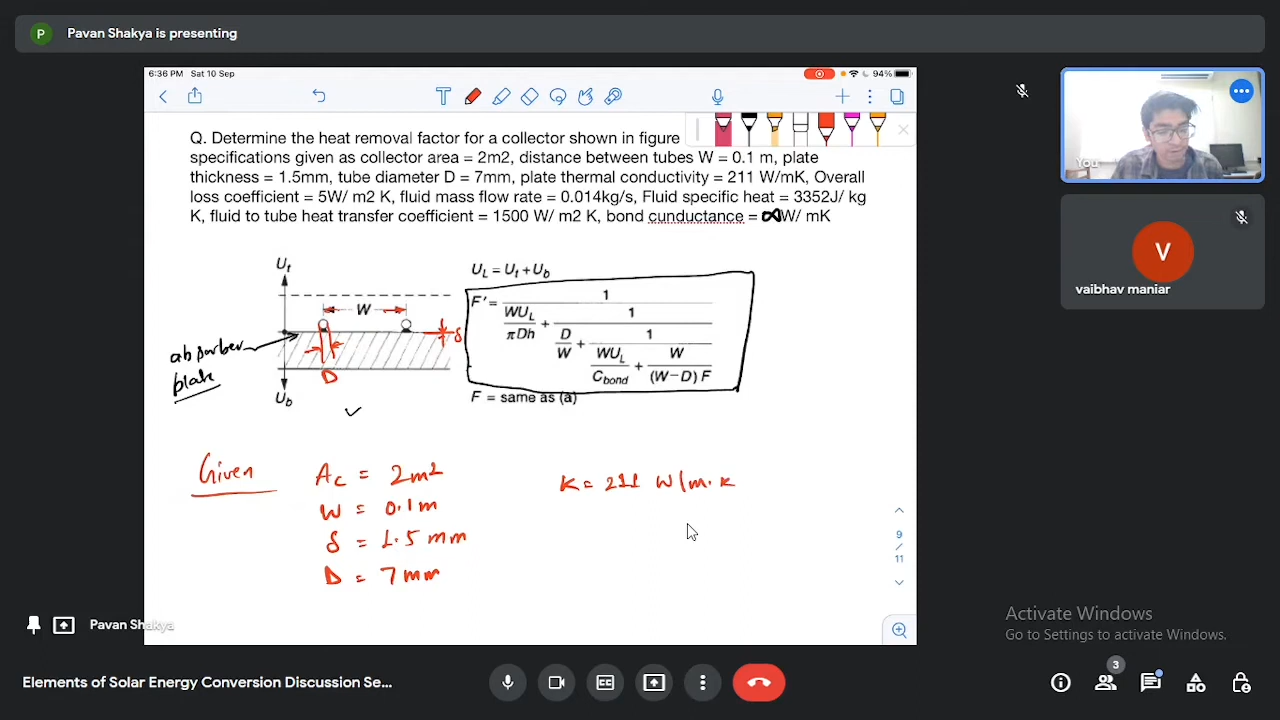 P Pavan Shakya is presenting
6:36 PM Sat 10 Sep
94%
Q. Determine the heat removal factor for a collector shown in figure
specifications given as collector area = 2m2, distance between tubes W = 0.1 m, plate
thickness = 1.5mm, tube diameter D = 7mm, plate thermal conductivity = 211 W/mK, Overall
loss coefficient = 5W/ m2 K, fluid mass flow rate = 0.014kg/s, Fluid specific heat = 3352J/ kg
K, fluid to tube heat transfer coefficient = 1500 W/ m2 K, bond cunductance = ∞W/ mK
You
V
vaibhav maniar
Ut
W
δ
absorber
plate
D
Ub
UL = Ut + Ub
F' =
1
WUL
πDh
+
1
D
W
+
1
WUL
Cbond
+
W
(W-D) F
F = same as (a)
Given
Ac = 2m²
W = 0.1m
δ = 1.5 mm
D = 7mm
K = 211 W/m.K
9
/
11
Pavan Shakya
Activate Windows
Go to Settings to activate Windows.
Elements of Solar Energy Conversion Discussion Se...
CC
3